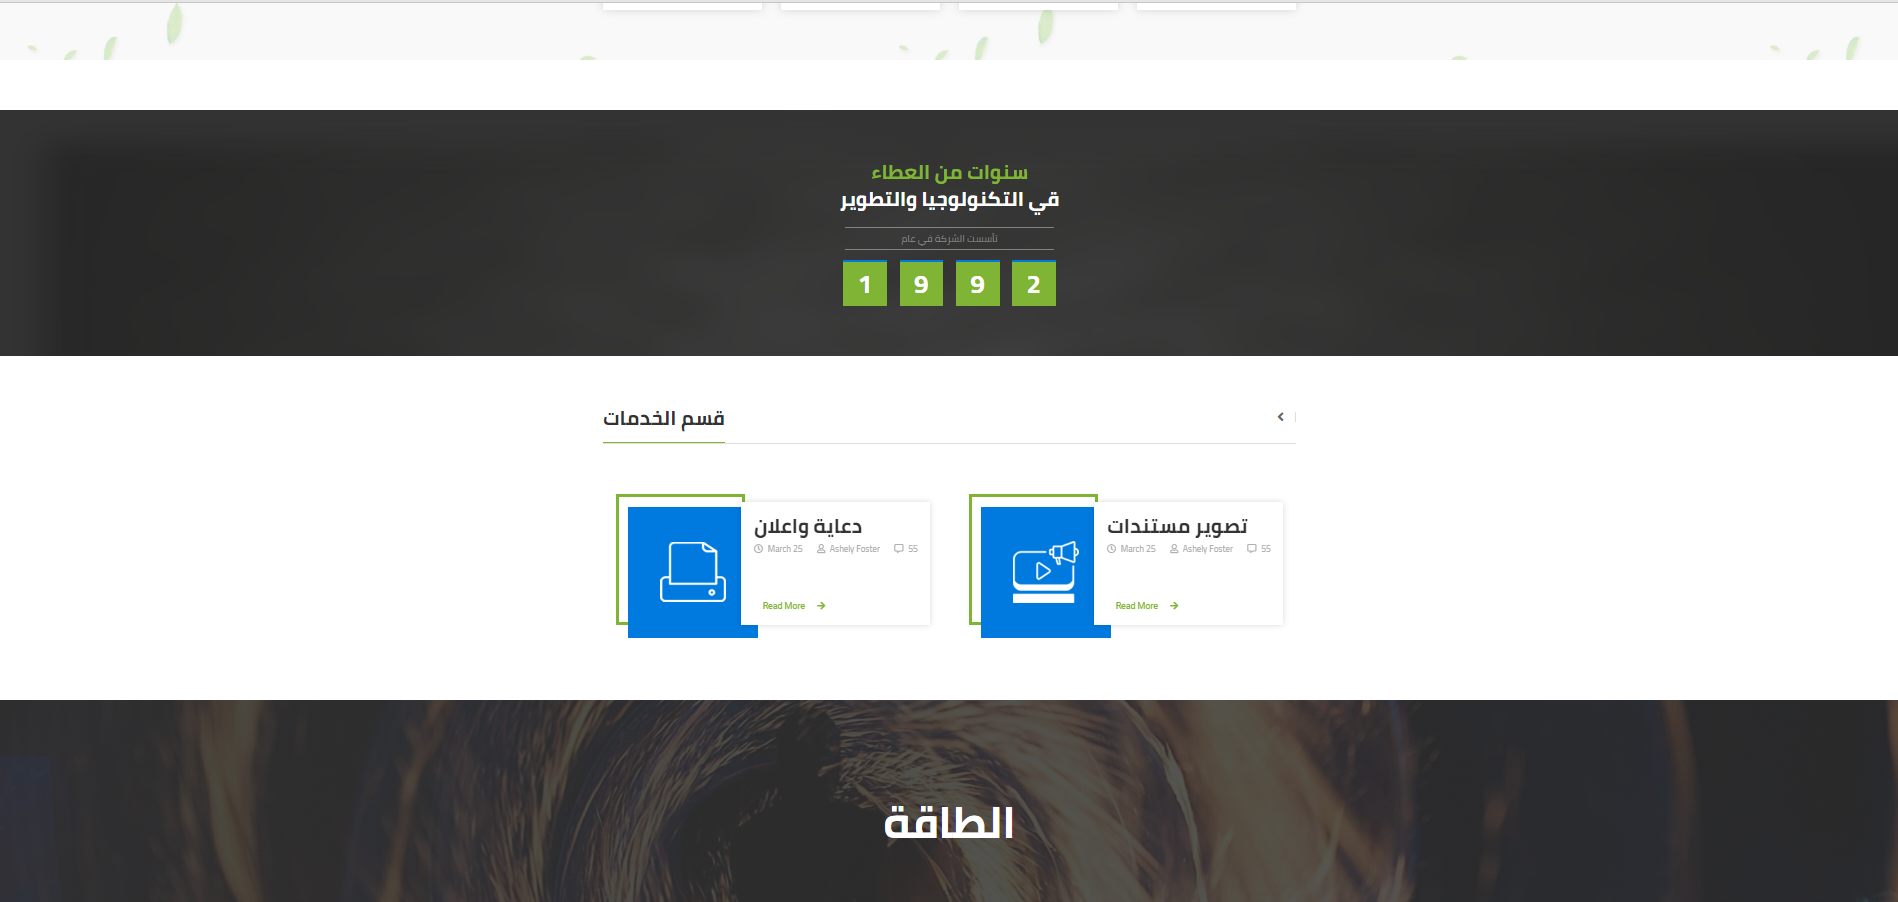 سنوات من العطاء
قي التكنولوجيا والتطوير
تأسست الشركة في عام
1 9 9 2
قسم الخدمات
دعاية واعلان
March 25 Ashely Foster 55
Read More
تصوير مستندات
March 25 Ashely Foster 55
Read More
الطاقة